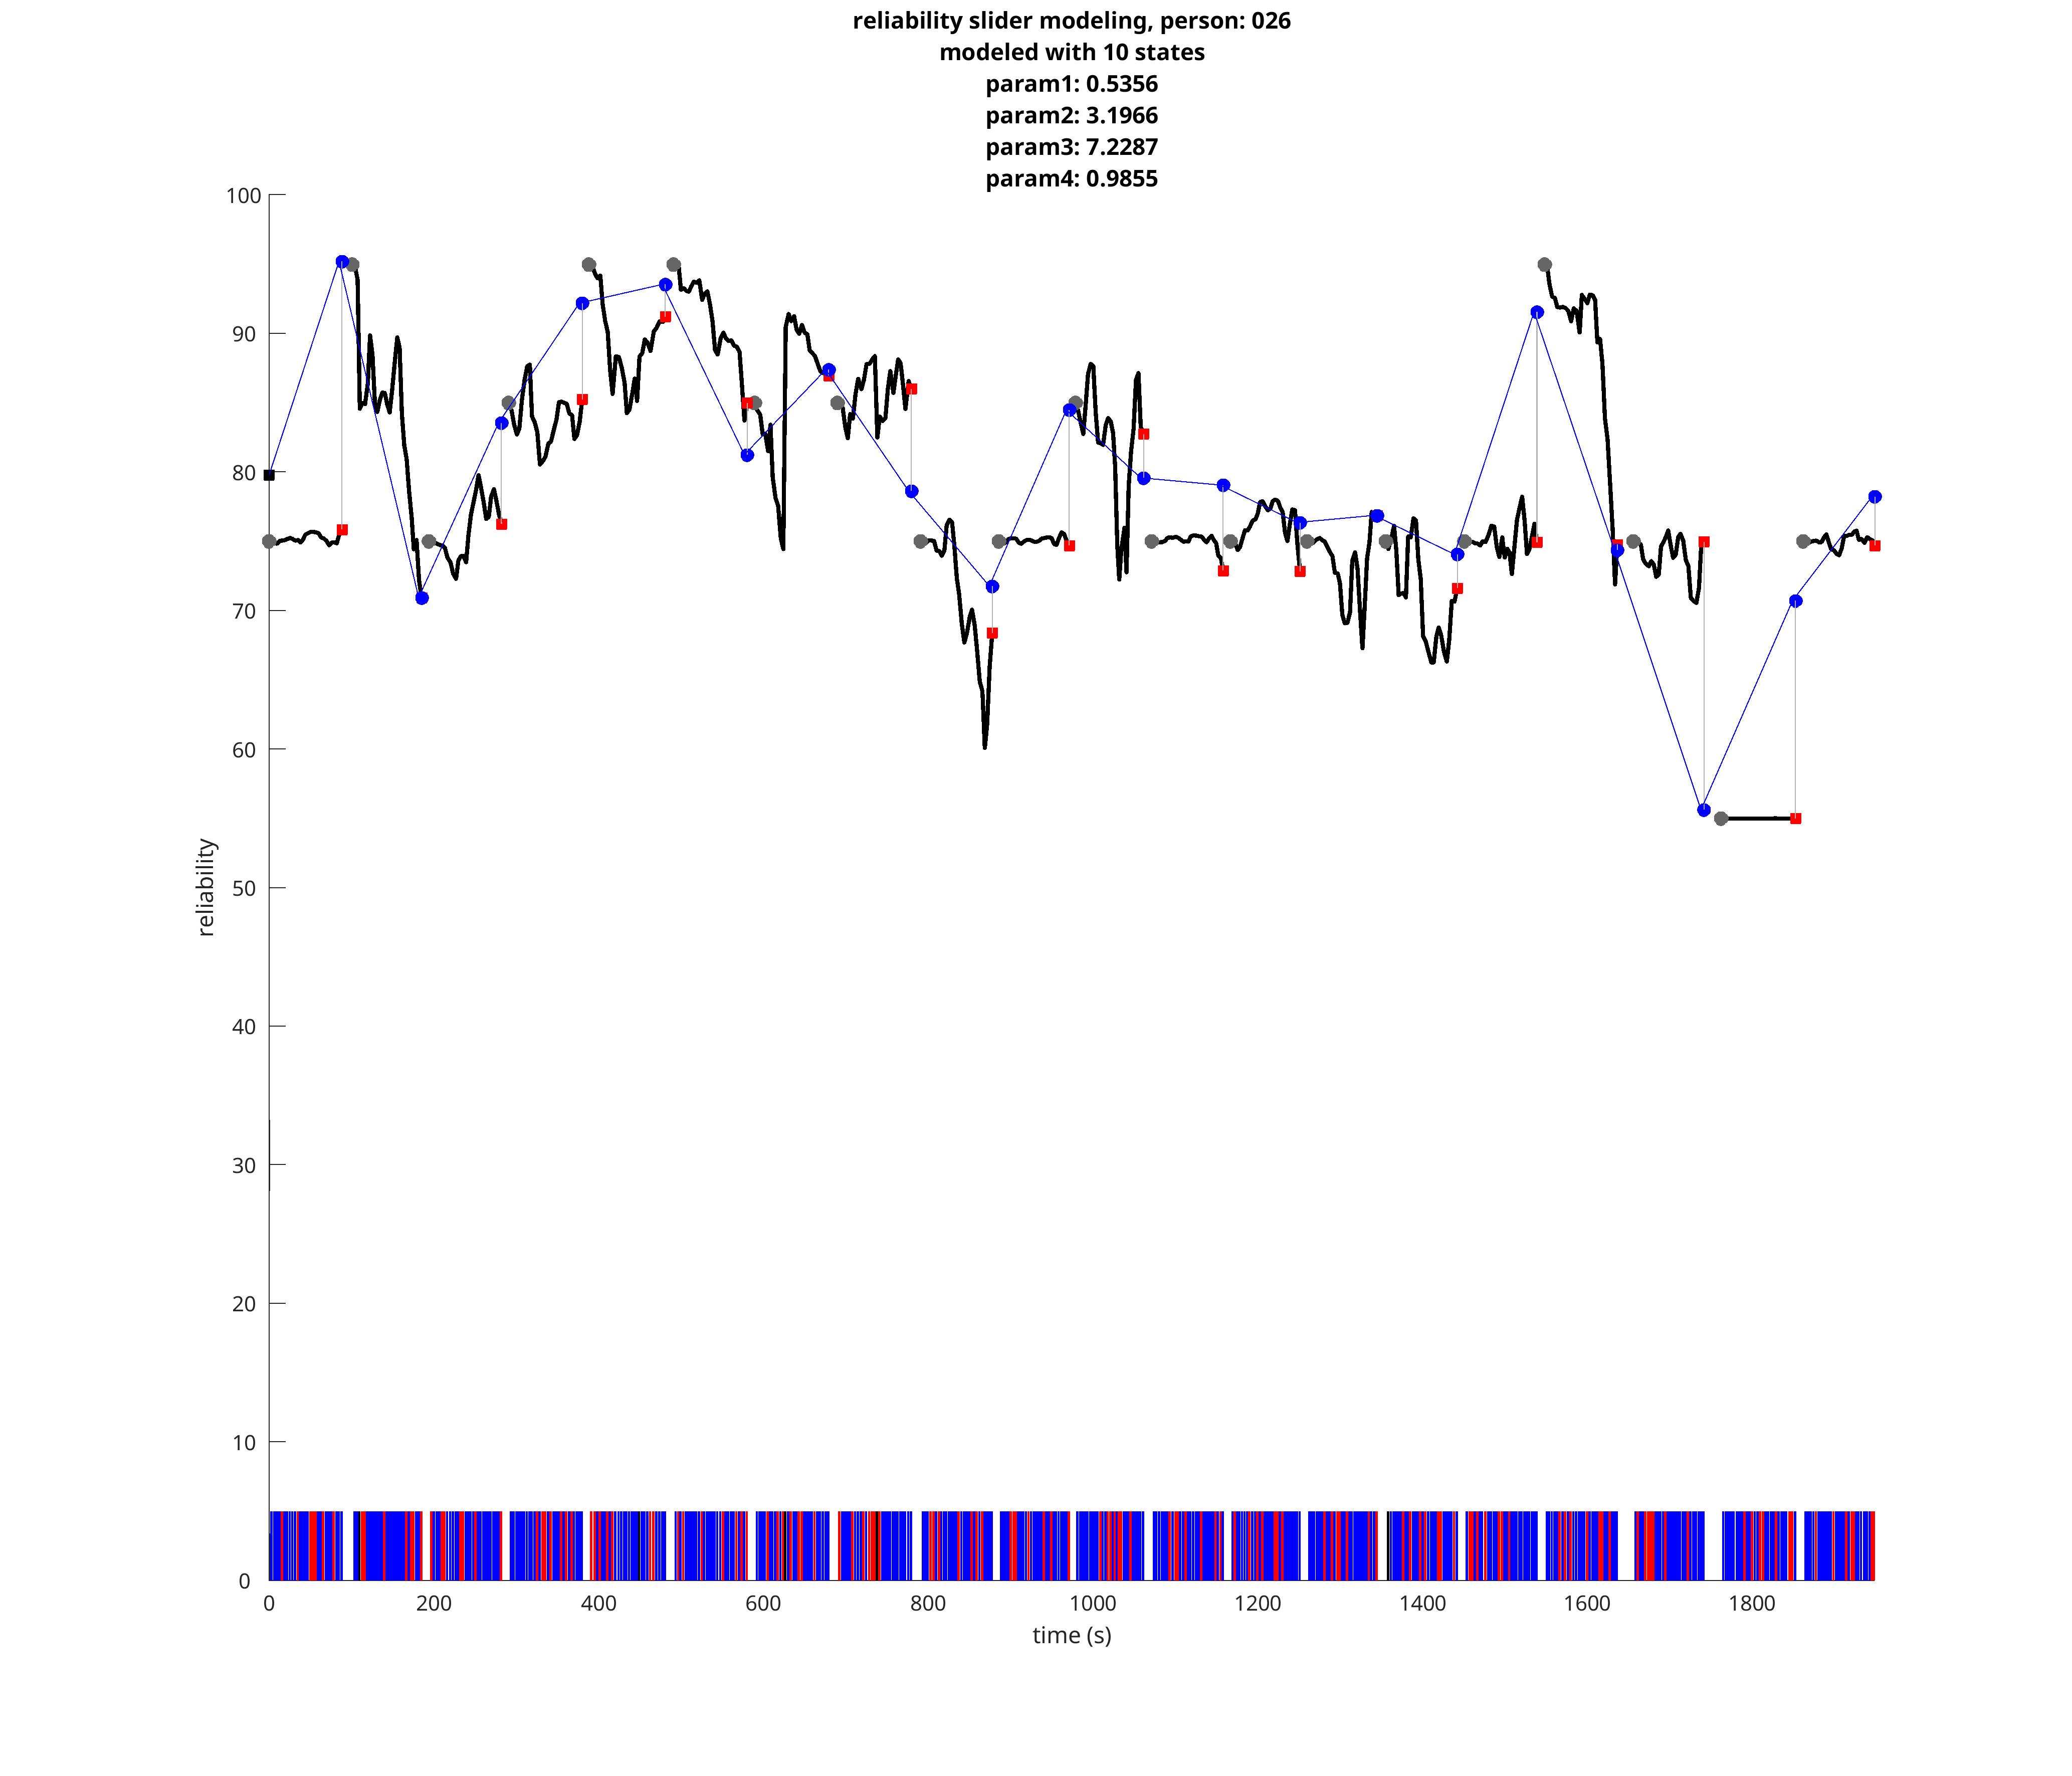 reliability slider modeling, person: 026
modeled with 10 states
param1: 0.5356
param2: 3.1966
param3: 7.2287
param4: 0.9855
100
90
80
70
60
50
40
30
20
10
0
reliability
0 200 400 600 800 1000 1200 1400 1600 1800
time (s)